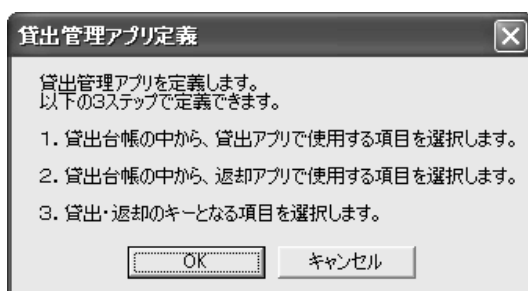 貸出管理アプリ定義
貸出管理アプリを定義します。
以下の3ステップで定義できます。
1. 貸出台帳の中から、貸出アプリで使用する項目を選択します。
2. 貸出台帳の中から、返却アプリで使用する項目を選択します。
3. 貸出・返却のキーとなる項目を選択します。
OK
キャンセル